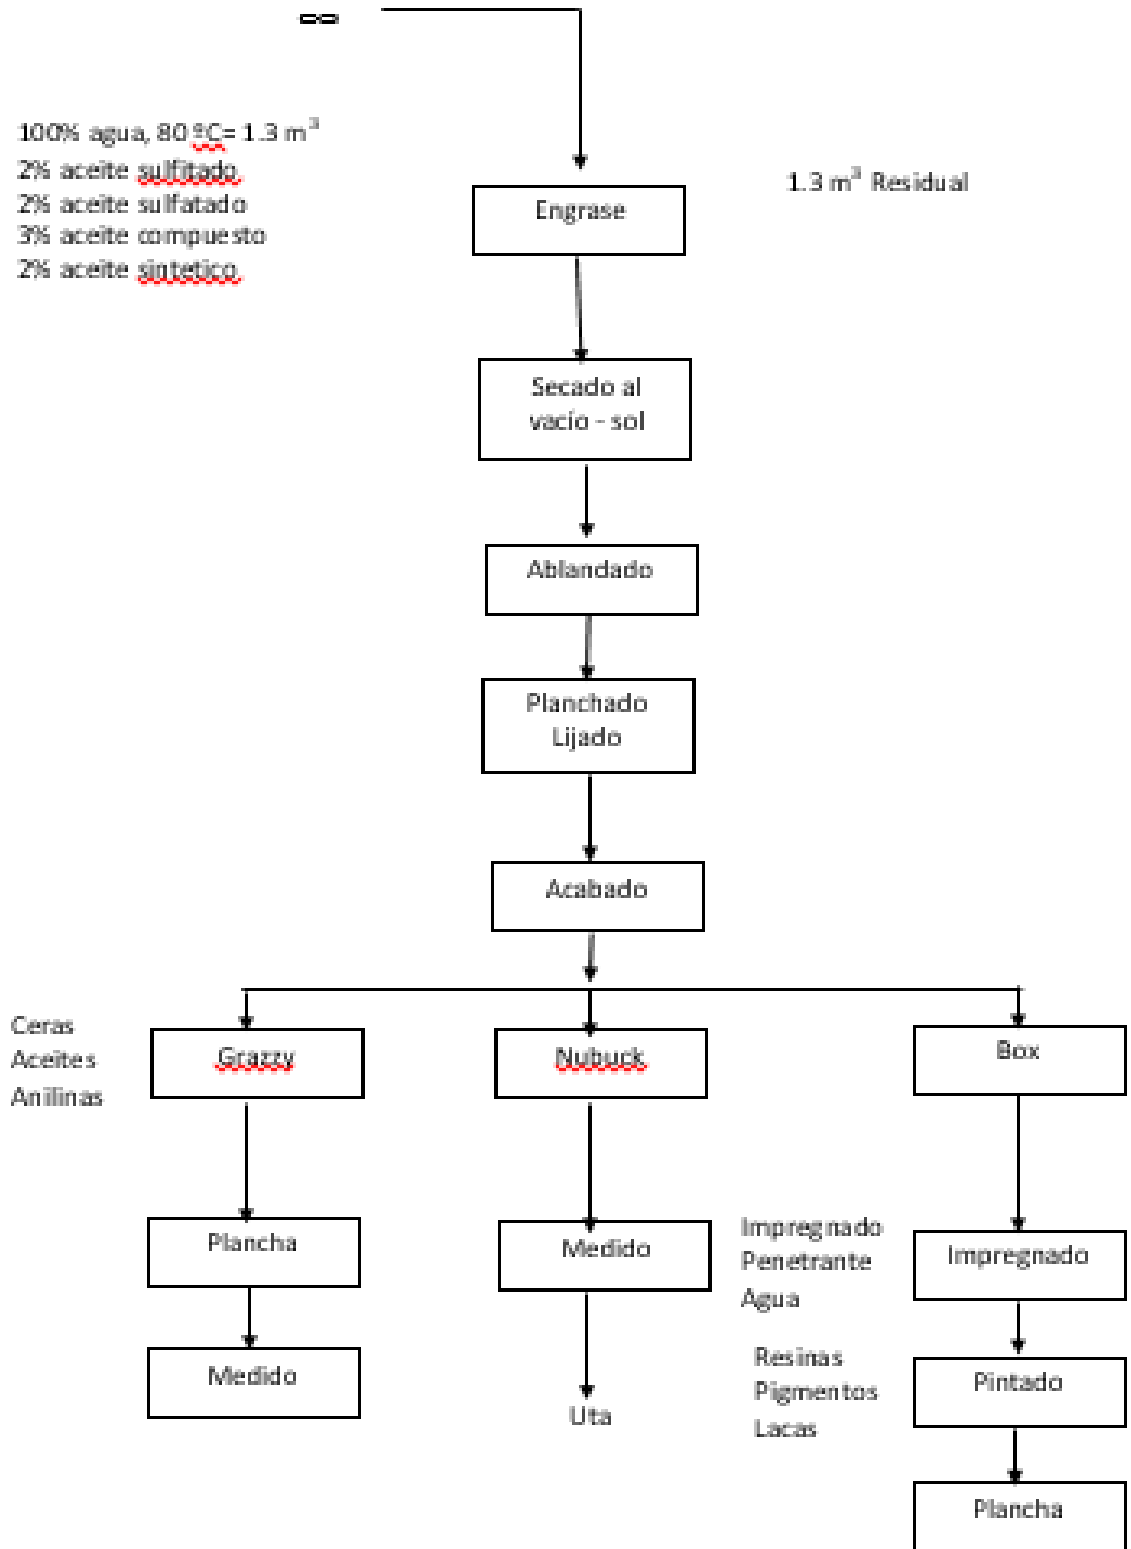 100% agua, 80 ºC= 1.3 m³
2% aceite sulfitado
2% aceite sulfatado
3% aceite compuesto
2% aceite sintetico
1.3 m³ Residual
Engrase
Secado al
vacío - sol
Ablandado
Planchado
Lijado
Acabado
Ceras
Aceites
Anilinas
Grazzy
Nubuck
Box
Plancha
Medido
Medido
Uta
Impregnado
Penetrante
Agua
Impregnado
Resinas
Pigmentos
Lacas
Pintado
Plancha